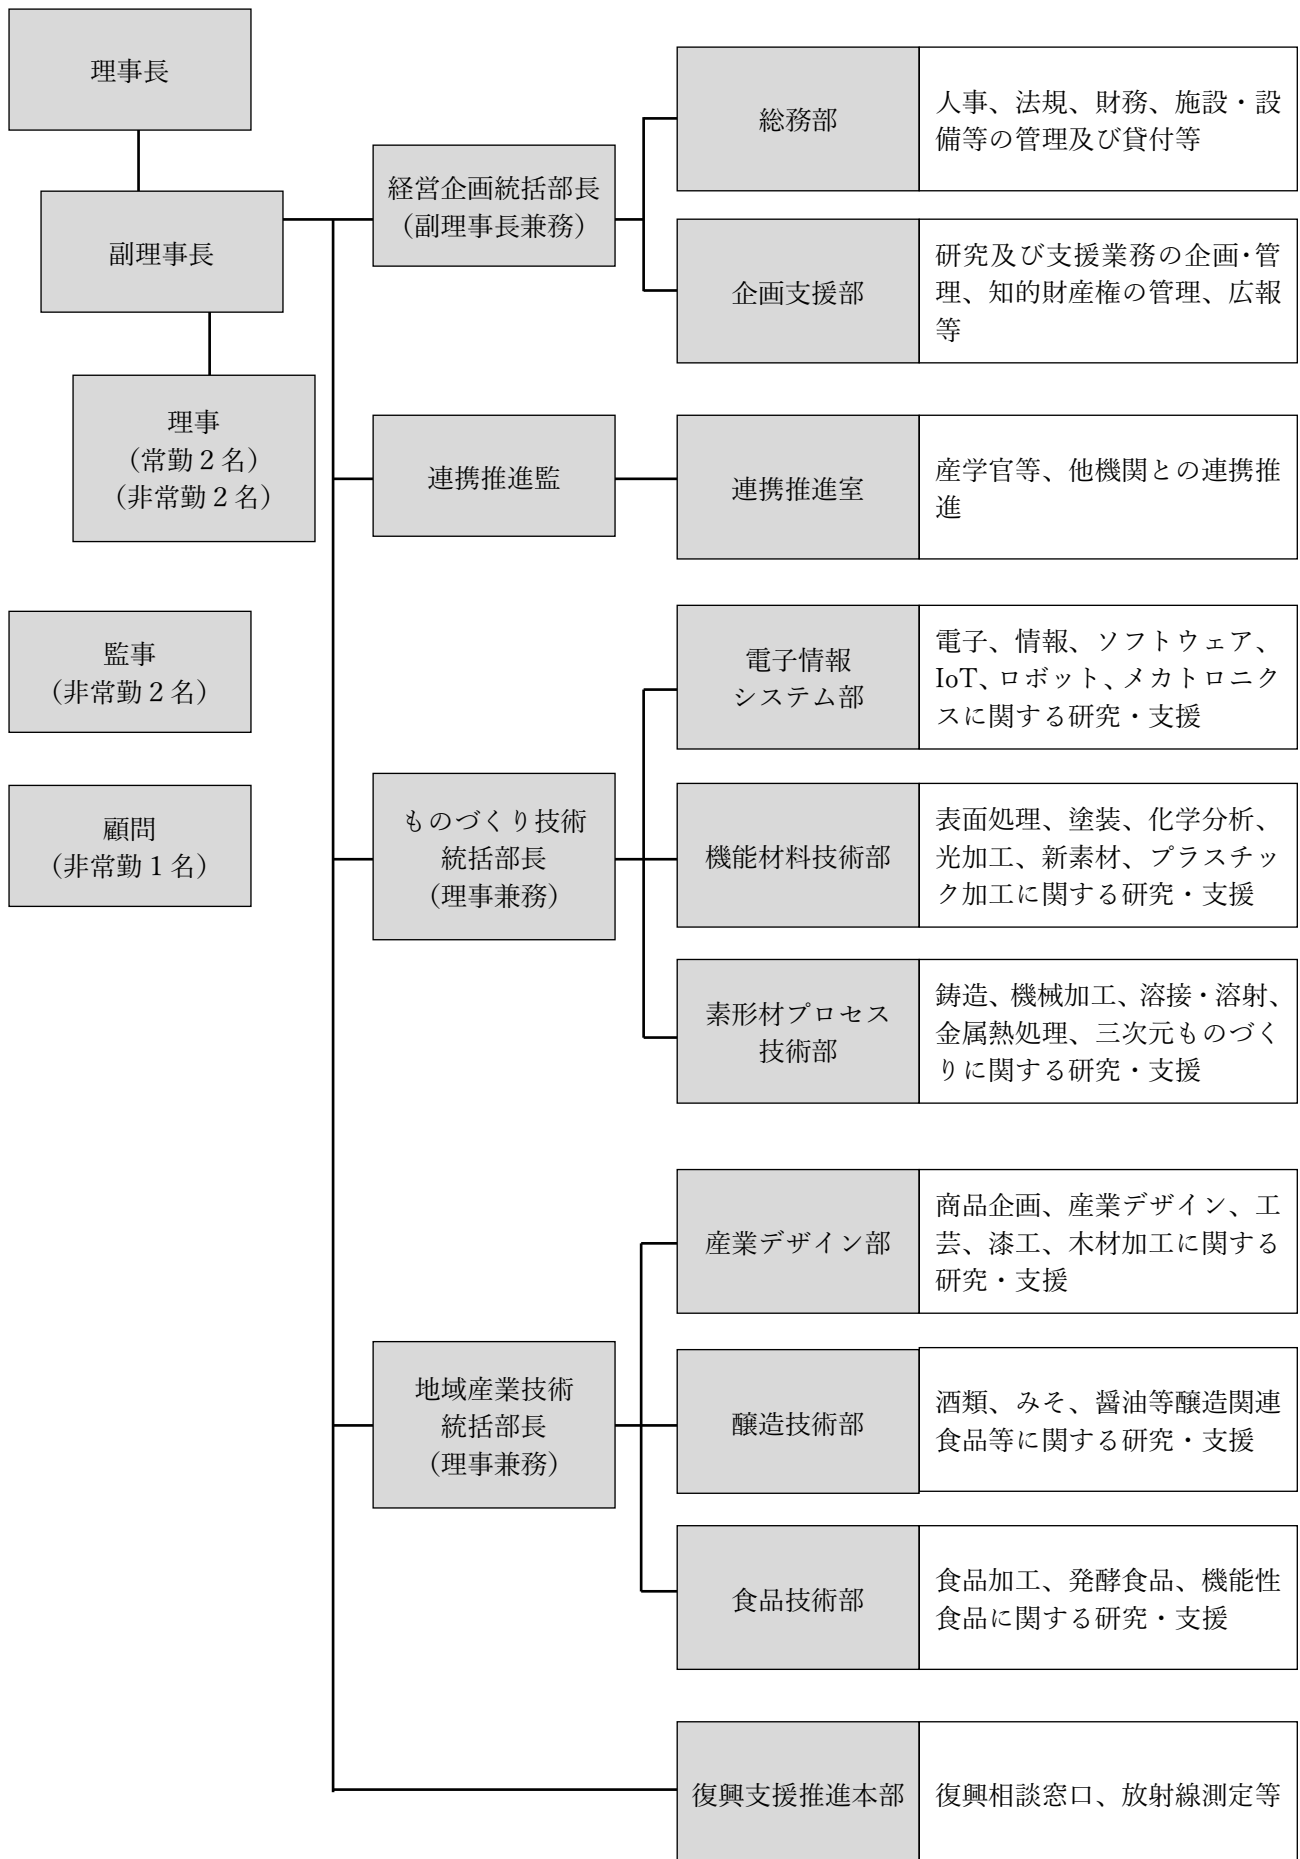 理事長
副理事長
理事
（常勤２名）
（非常勤２名）
監事
（非常勤２名）
顧問
（非常勤１名）
経営企画統括部長
（副理事長兼務）
総務部
人事、法規、財務、施設・設
備等の管理及び貸付等
企画支援部
研究及び支援業務の企画・管
理、知的財産権の管理、広報
等
連携推進監
連携推進室
産学官等、他機関との連携推
進
ものづくり技術
統括部長
（理事兼務）
電子情報
システム部
電子、情報、ソフトウェア、
IoT、ロボット、メカトロニク
スに関する研究・支援
機能材料技術部
表面処理、塗装、化学分析、
光加工、新素材、プラスチッ
ク加工に関する研究・支援
素形材プロセス
技術部
鋳造、機械加工、溶接・溶射、
金属熱処理、三次元ものづく
りに関する研究・支援
地域産業技術
統括部長
（理事兼務）
産業デザイン部
商品企画、産業デザイン、工
芸、漆工、木材加工に関する
研究・支援
醸造技術部
酒類、みそ、醤油等醸造関連
食品等に関する研究・支援
食品技術部
食品加工、発酵食品、機能性
食品に関する研究・支援
復興支援推進本部
復興相談窓口、放射線測定等